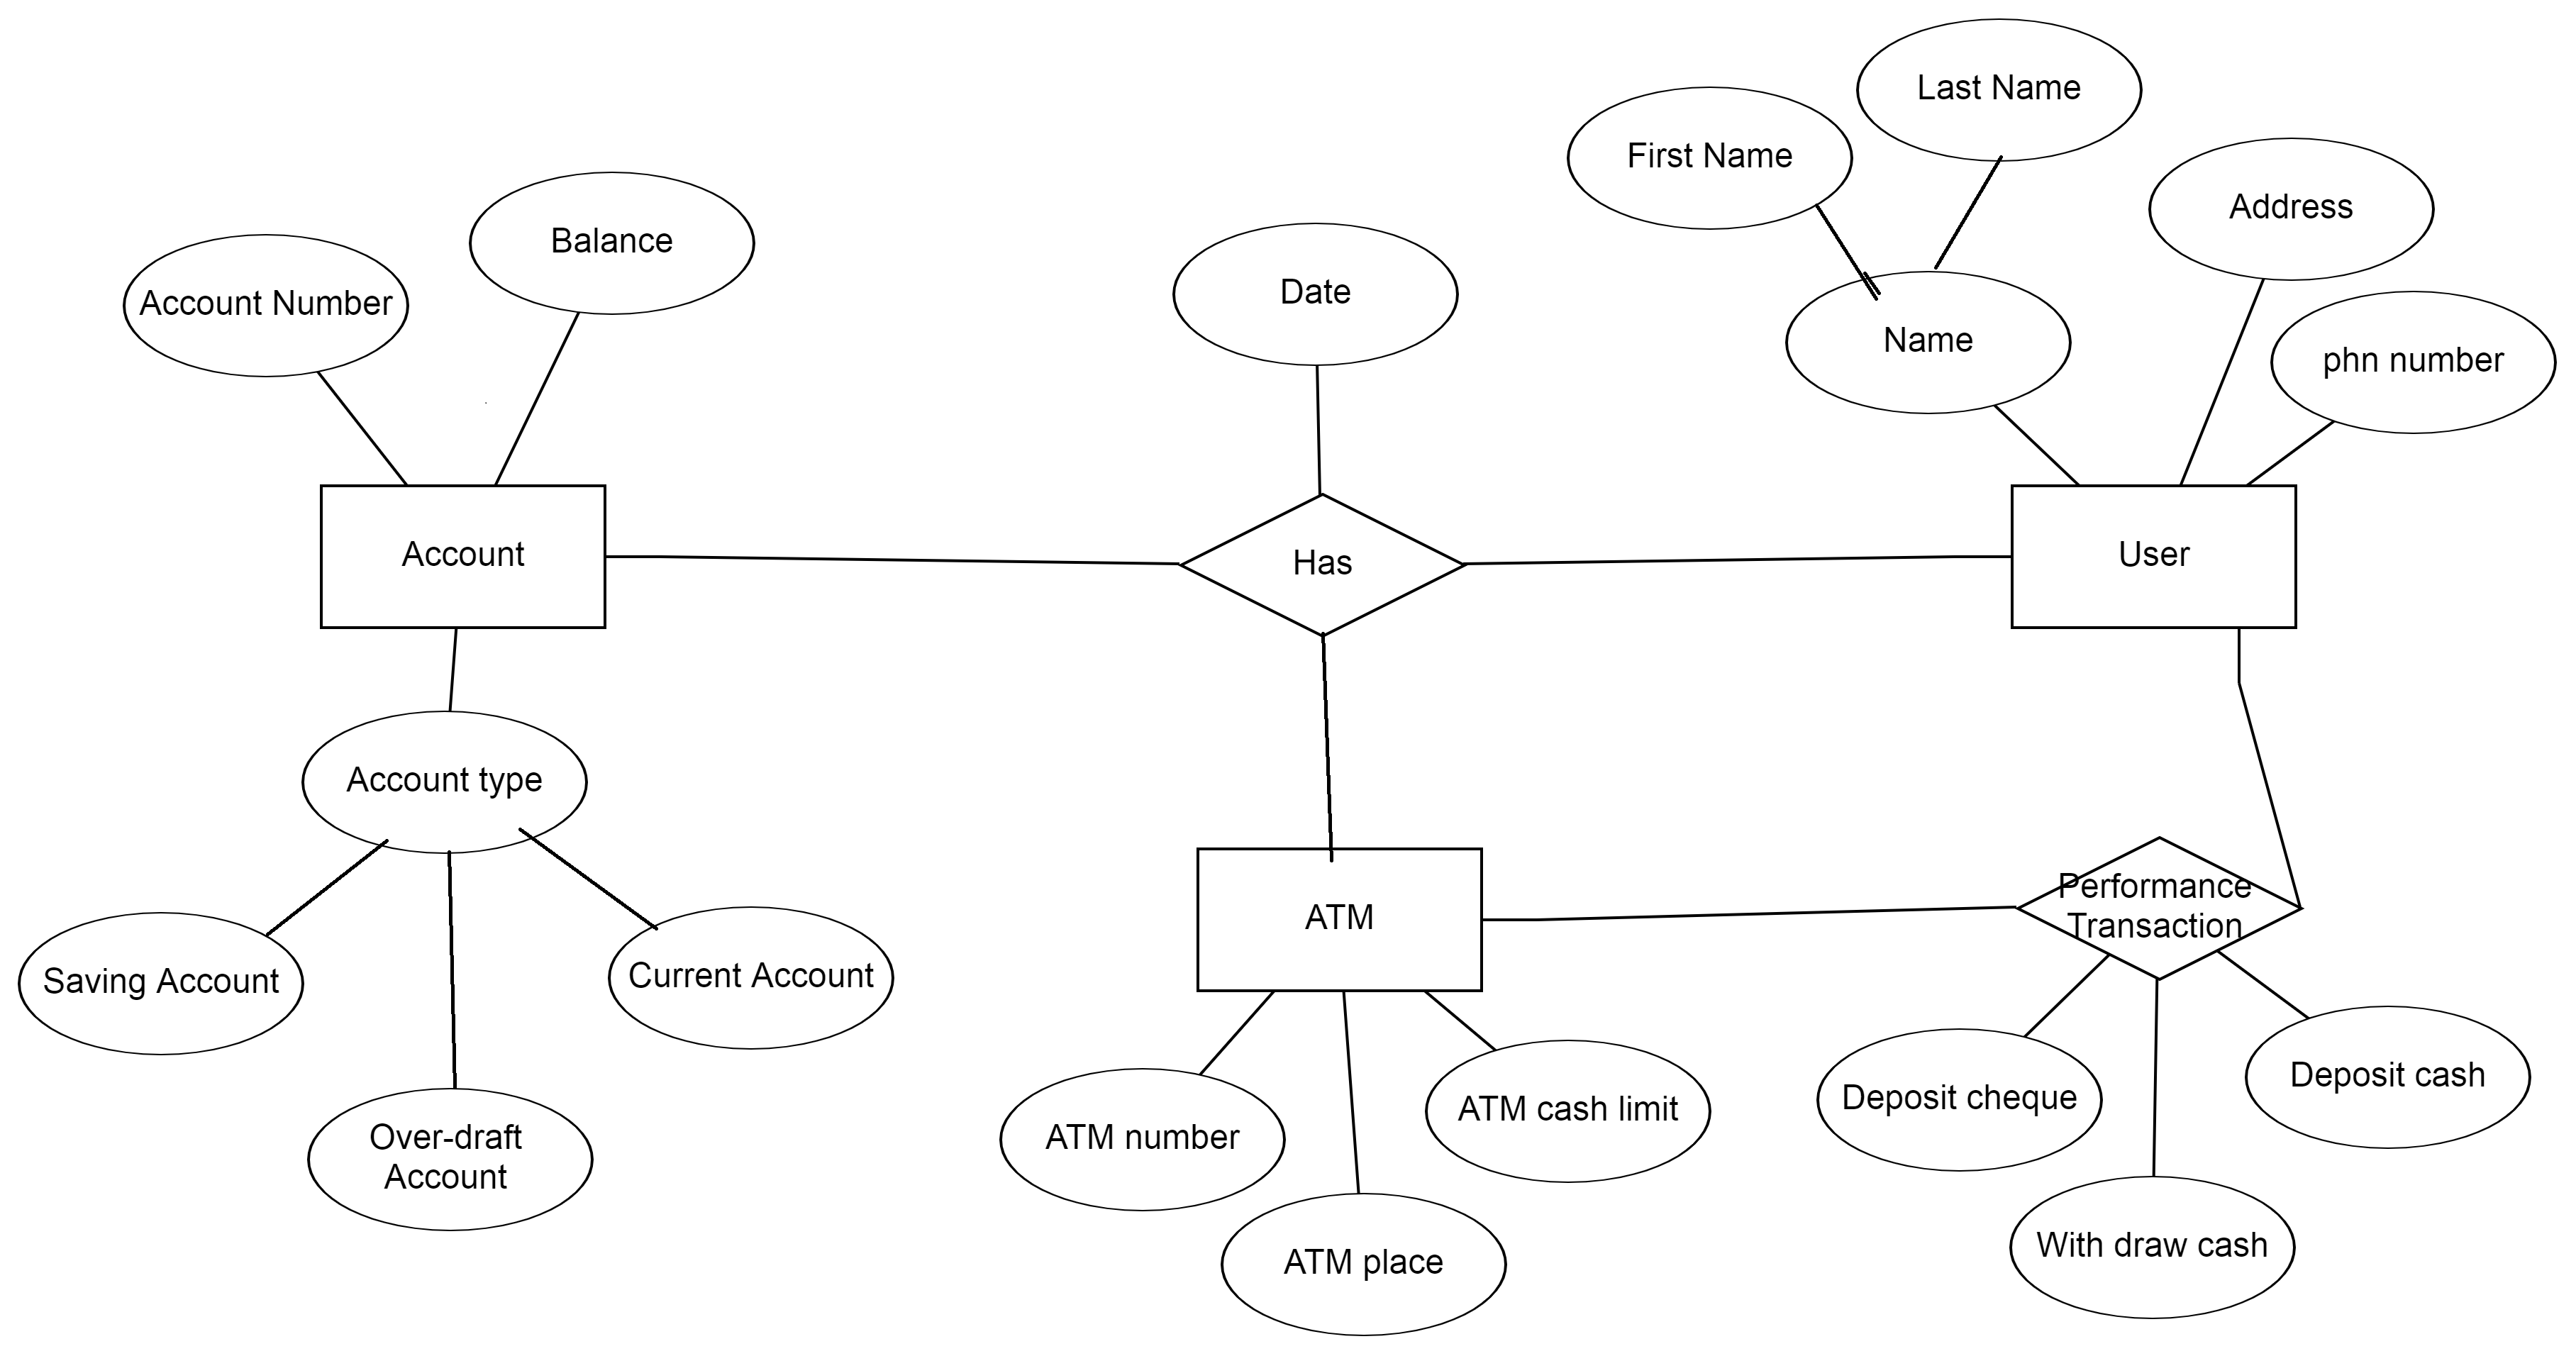 Last Name
First Name
Address
Balance
Account Number
Date
Name
phn number
Account
Has
User
Account type
Performance
Transaction
ATM
Saving Account
Current Account
Deposit cash
Deposit cheque
ATM cash limit
ATM number
Over-draft
Account
With draw cash
ATM place